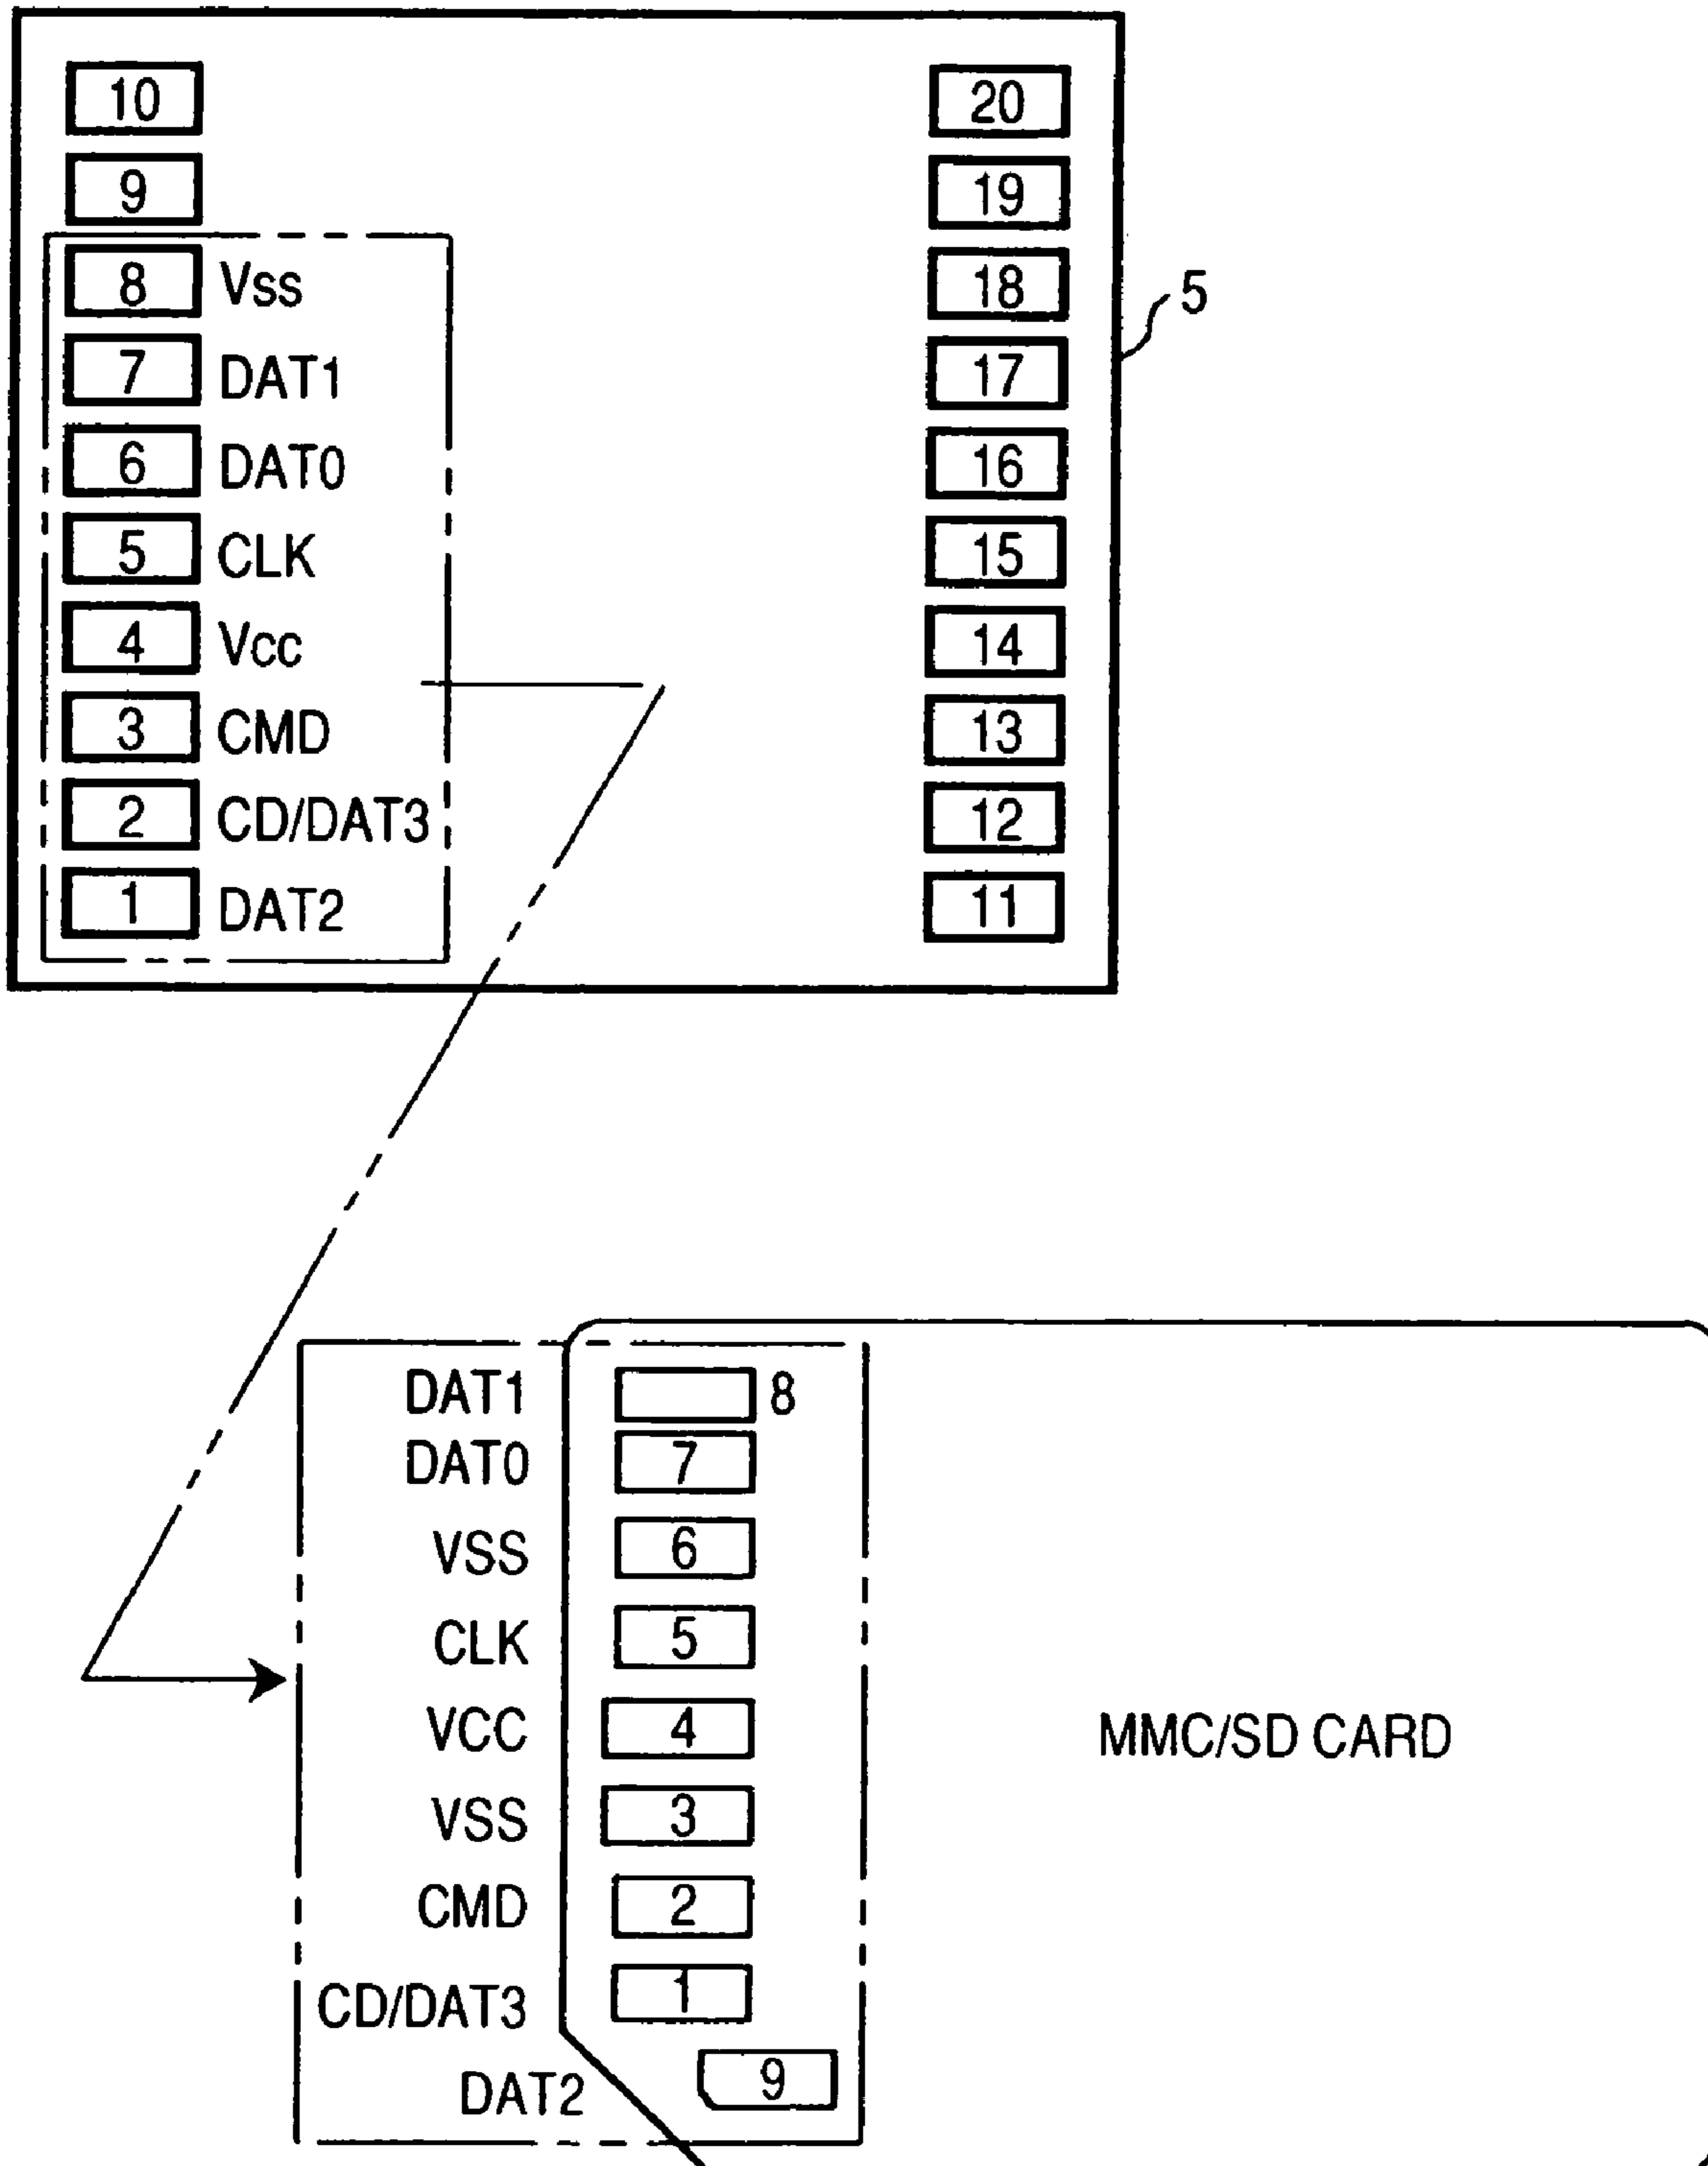 10 20
9 19
8 Vss 18
5
7 DAT1 17
6 DAT0 16
5 CLK 15
4 Vcc 14
3 CMD 13
2 CD/DAT3 12
1 DAT2 11
DAT1 8
DAT0 7
VSS 6
CLK 5
VCC 4
MMC/SD CARD
VSS 3
CMD 2
CD/DAT3 1
DAT2 9